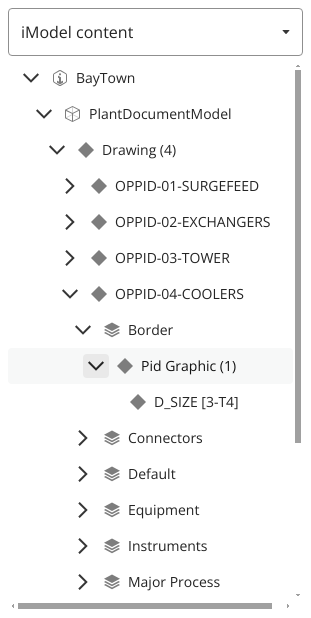 iModel content
BayTown
PlantDocumentModel
Drawing (4)
OPPID-01-SURGEFEED
OPPID-02-EXCHANGERS
OPPID-03-TOWER
OPPID-04-COOLERS
Border
Pid Graphic (1)
D_SIZE [3-T4]
Connectors
Default
Equipment
Instruments
Major Process